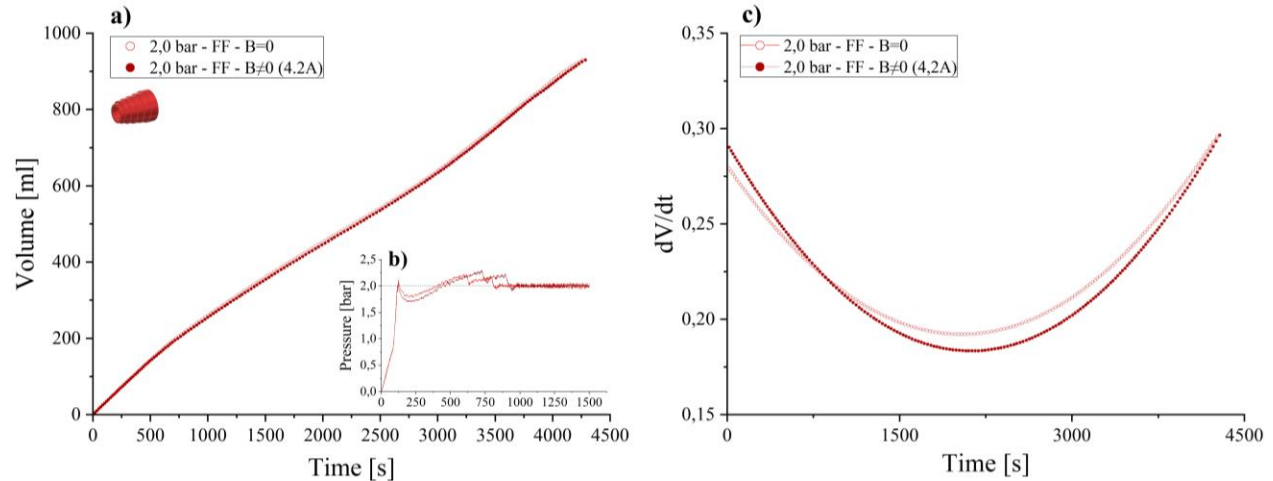 a)
1000
800
600
400
200
0
Volume [ml]
2,0 bar - FF - B=0
2,0 bar - FF - B≠0 (4.2A)
0 500 1000 1500 2000 2500 3000 3500 4000 4500
Time [s]
b)
2,5
2,0
1,5
1,0
0,5
0,0
Pressure [bar]
0 250 500 750 1000 1250 1500
c)
0,35
0,30
0,25
0,20
0,15
dV/dt
2,0 bar - FF - B=0
2,0 bar - FF - B≠0 (4,2A)
0 1500 3000 4500
Time [s]